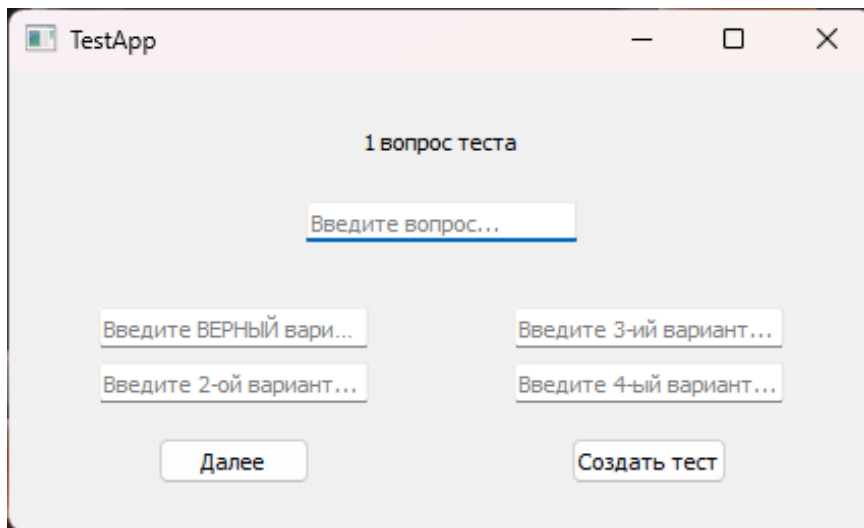 TestApp
1 вопрос теста
Введите вопрос...
Введите ВЕРНЫЙ вари...
Введите 3-ий вариант...
Введите 2-ой вариант...
Введите 4-ый вариант...
Далее
Создать тест